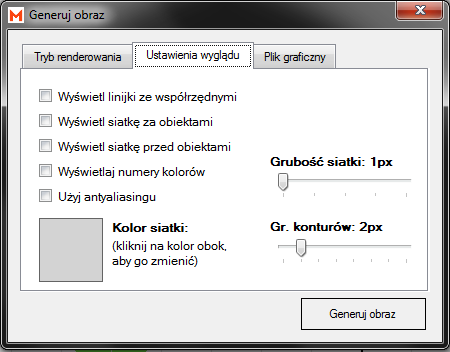 Generuj obraz
Tryb renderowania
Ustawienia wyglądu
Plik graficzny
Wyświetl linijki ze współrzędnymi
Wyświetl siatkę za obiektami
Wyświetl siatkę przed obiektami
Wyświetlaj numery kolorów
Użyj antyaliasingu
Grubość siatki: 1px
Kolor siatki:
(kliknij na kolor obok,
aby go zmienić)
Gr. konturów: 2px
Generuj obraz